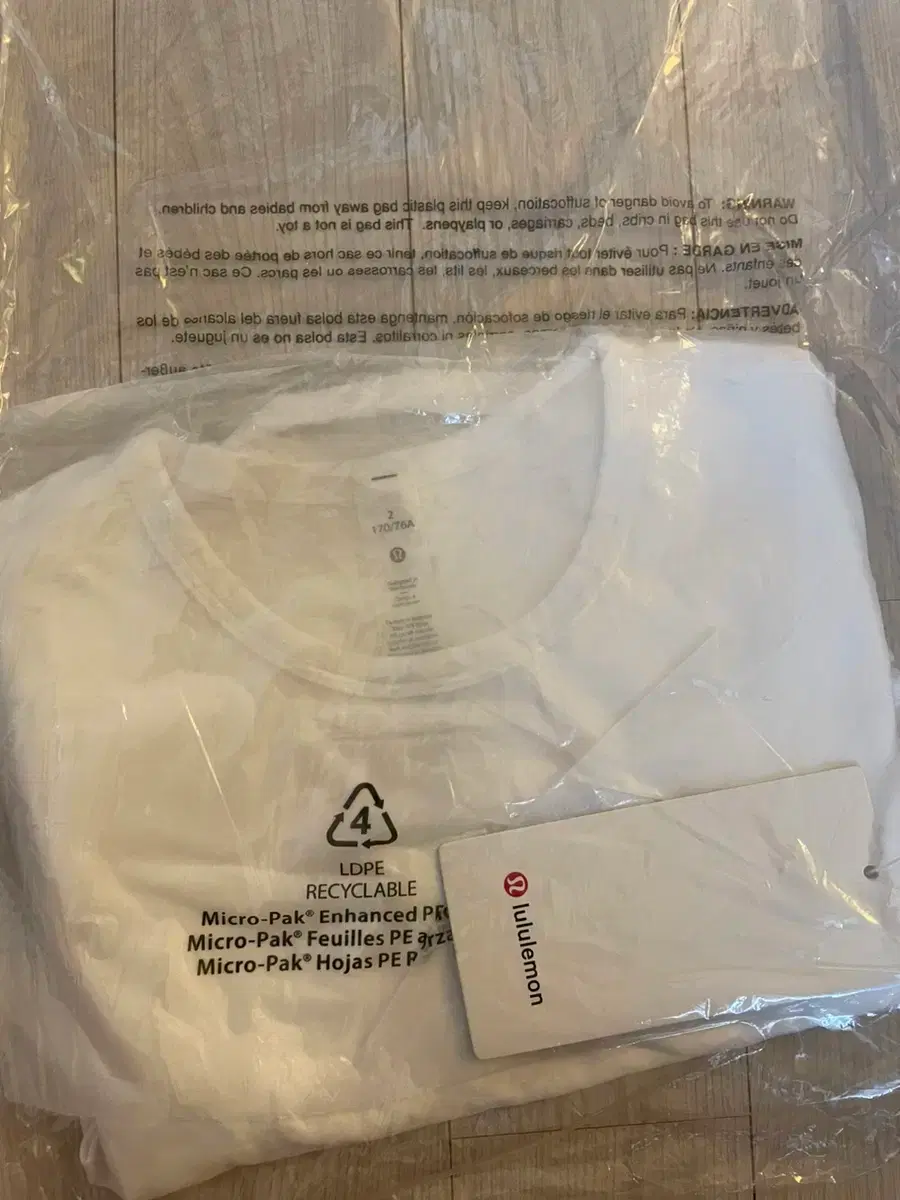 WARNING: To avoid danger of suffocation, keep this plastic bag away from babies and children.
Do not use this bag in cribs, beds, carriages, or playpens. This bag is not a toy.
MISE EN GARDE : Pour éviter tout risque de suffocation, tenir ce sac hors de portée des bébés et
des enfants. Ne pas utiliser dans les berceaux, les lits, les carrosses ou les parcs. Ce sac n'est pas
un jouet.
ADVERTENCIA: Para evitar el riesgo de sofocación, mantenga esta bolsa fuera del alcance de los
bebés y niños. ni corralitos. Esta bolsa no es un juguete.
2
170/76A
4
LDPE
RECYCLABLE
Micro-Pak® Enhanced
Micro-Pak® Feuilles PE
Micro-Pak® Hojas PE
lululemon